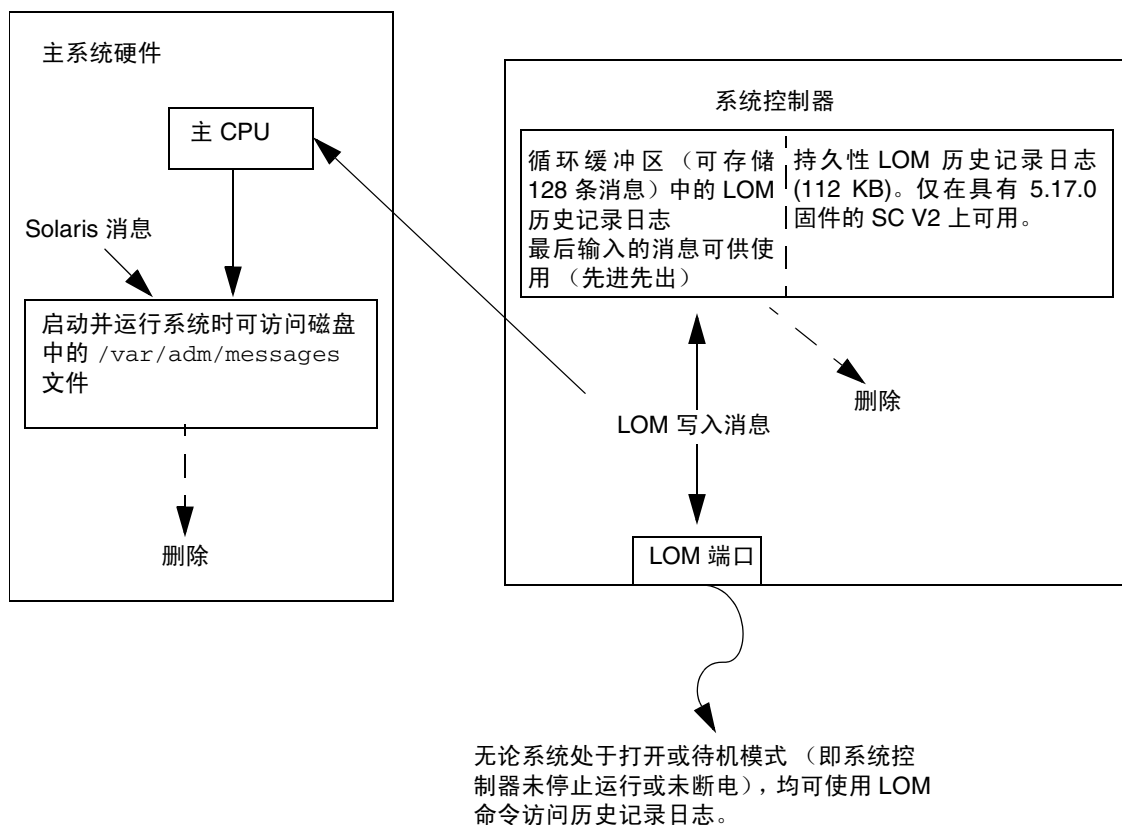 主系统硬件
主 CPU
Solaris 消息
启动并运行系统时可访问磁盘
中的 /var/adm/messages
文件
删除
系统控制器
循环缓冲区（可存储
128 条消息）中的 LOM
历史记录日志
最后输入的消息可供使
用 （先进先出）
持久性 LOM 历史记录日志
(112 KB)。仅在具有 5.17.0
固件的 SC V2 上可用。
删除
LOM 写入消息
LOM 端口
无论系统处于打开或待机模式 （即系统控
制器未停止运行或未断电），均可使用 LOM
命令访问历史记录日志。